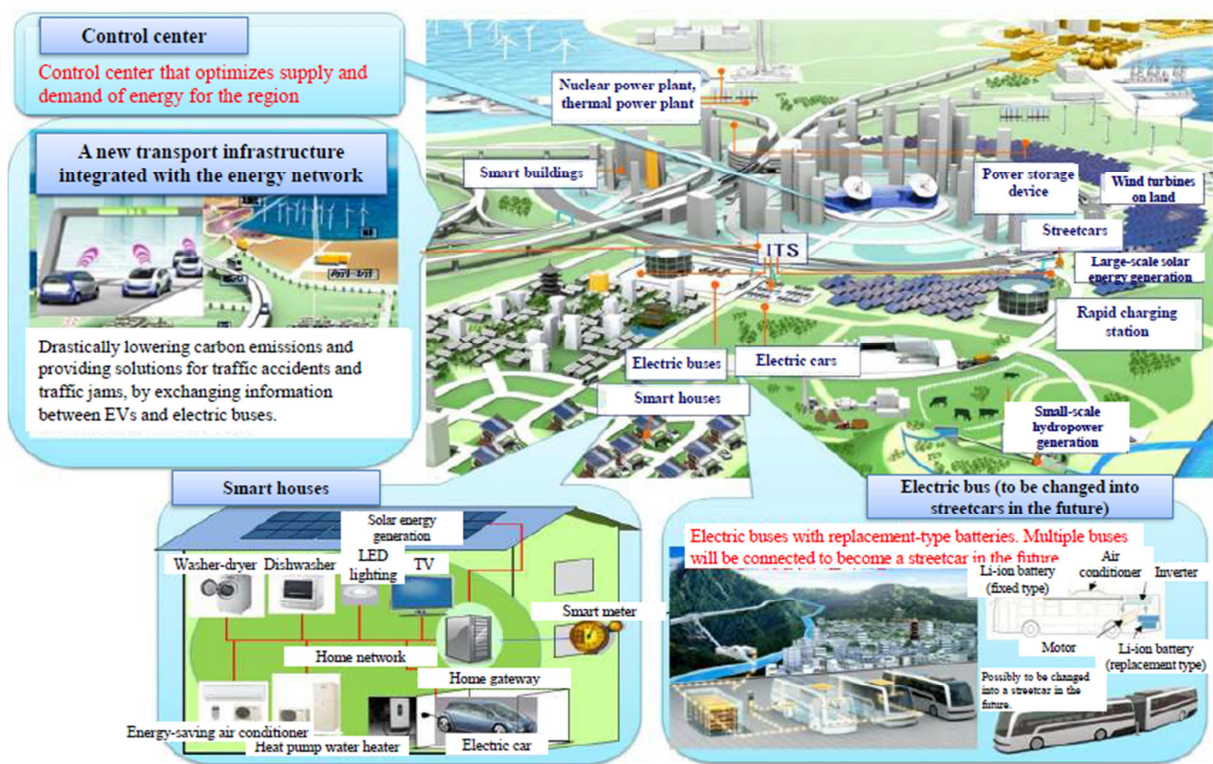 Control center
Control center that optimizes supply and
demand of energy for the region
A new transport infrastructure
integrated with the energy network
ITS
Drastically lowering carbon emissions and
providing solutions for traffic accidents and
traffic jams, by exchanging information
between EVs and electric buses.
Nuclear power plant,
thermal power plant
Smart buildings
Power storage
device
Wind turbines
on land
Streetcars
ITS
Large-scale solar
energy generation
Rapid charging
station
Electric buses
Electric cars
Smart houses
Small-scale
hydropower
generation
Smart houses
Solar energy
generation
Washer-dryer
Dishwasher
LED
lighting
TV
Smart meter
Home network
Home gateway
Energy-saving air conditioner
Heat pump water heater
Electric car
Electric bus (to be changed into
streetcars in the future)
Electric buses with replacement-type batteries. Multiple buses
will be connected to become a streetcar in the future
Li-ion battery
(fixed type)
Air
conditioner
Inverter
Motor
Li-ion battery
(replacement type)
Possibly to be changed
into a streetcar in the
future.